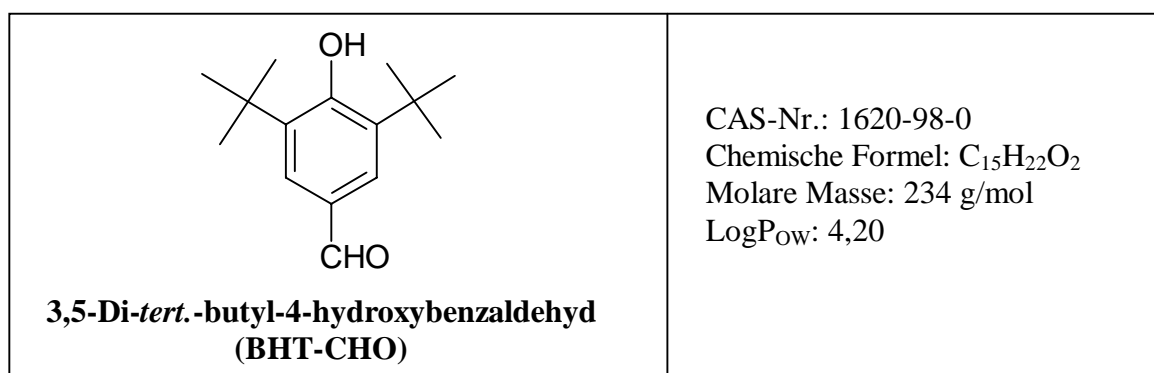 OH
CHO
3,5-Di-tert.-butyl-4-hydroxybenzaldehyd
(BHT-CHO)
CAS-Nr.: 1620-98-0
Chemische Formel: C₁₅H₂₂O₂
Molare Masse: 234 g/mol
LogP_OW: 4,20